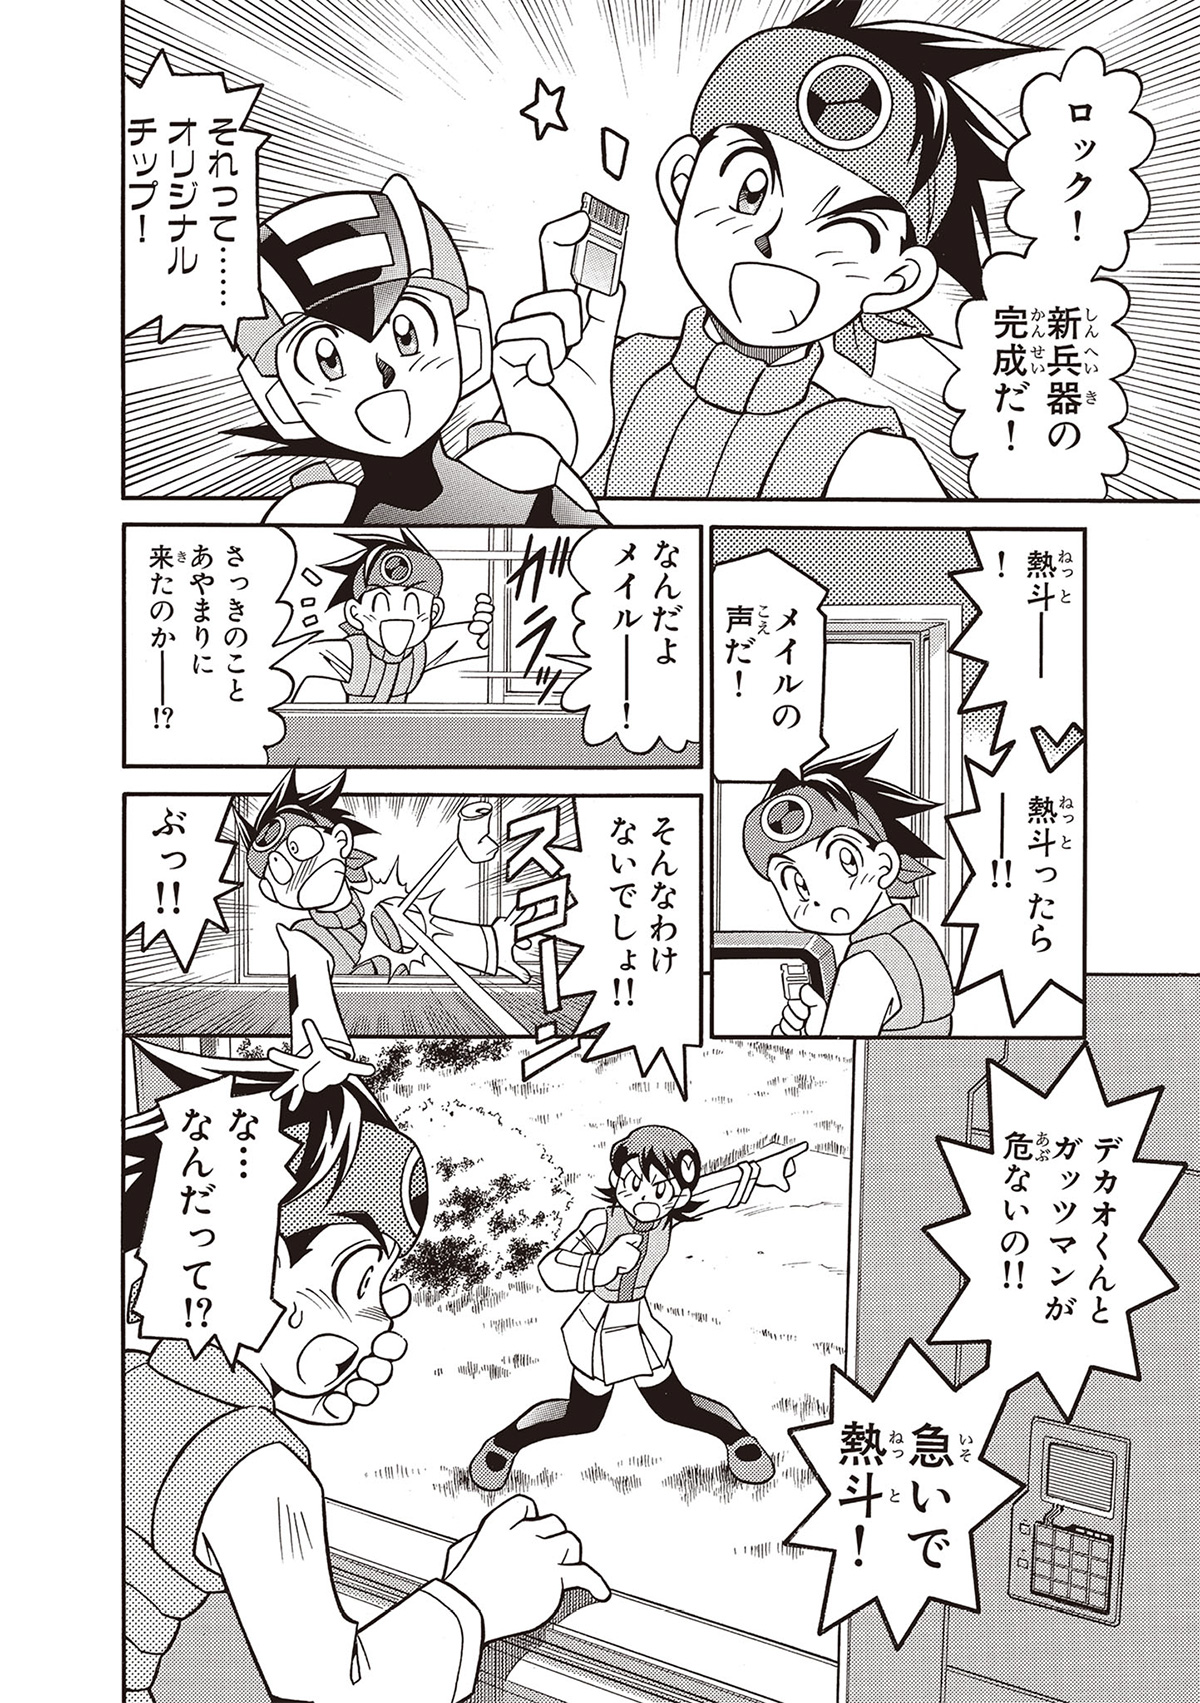 ロック！
新兵器の
完成だ！
それって……
オリジナル
チップ！
熱斗――
！
熱斗ったら
――!!
メイルの
声だ！
なんだよ
メイル――！
ガラッ
さっきのこと
あやまりに
来たのか――!?
そんなわけ
ないでしょ!!
スコーン
ぶっ!!
デカオくんと
ガッツマンが
危ないの!!
急いで
熱斗！
な…
なんだって!?